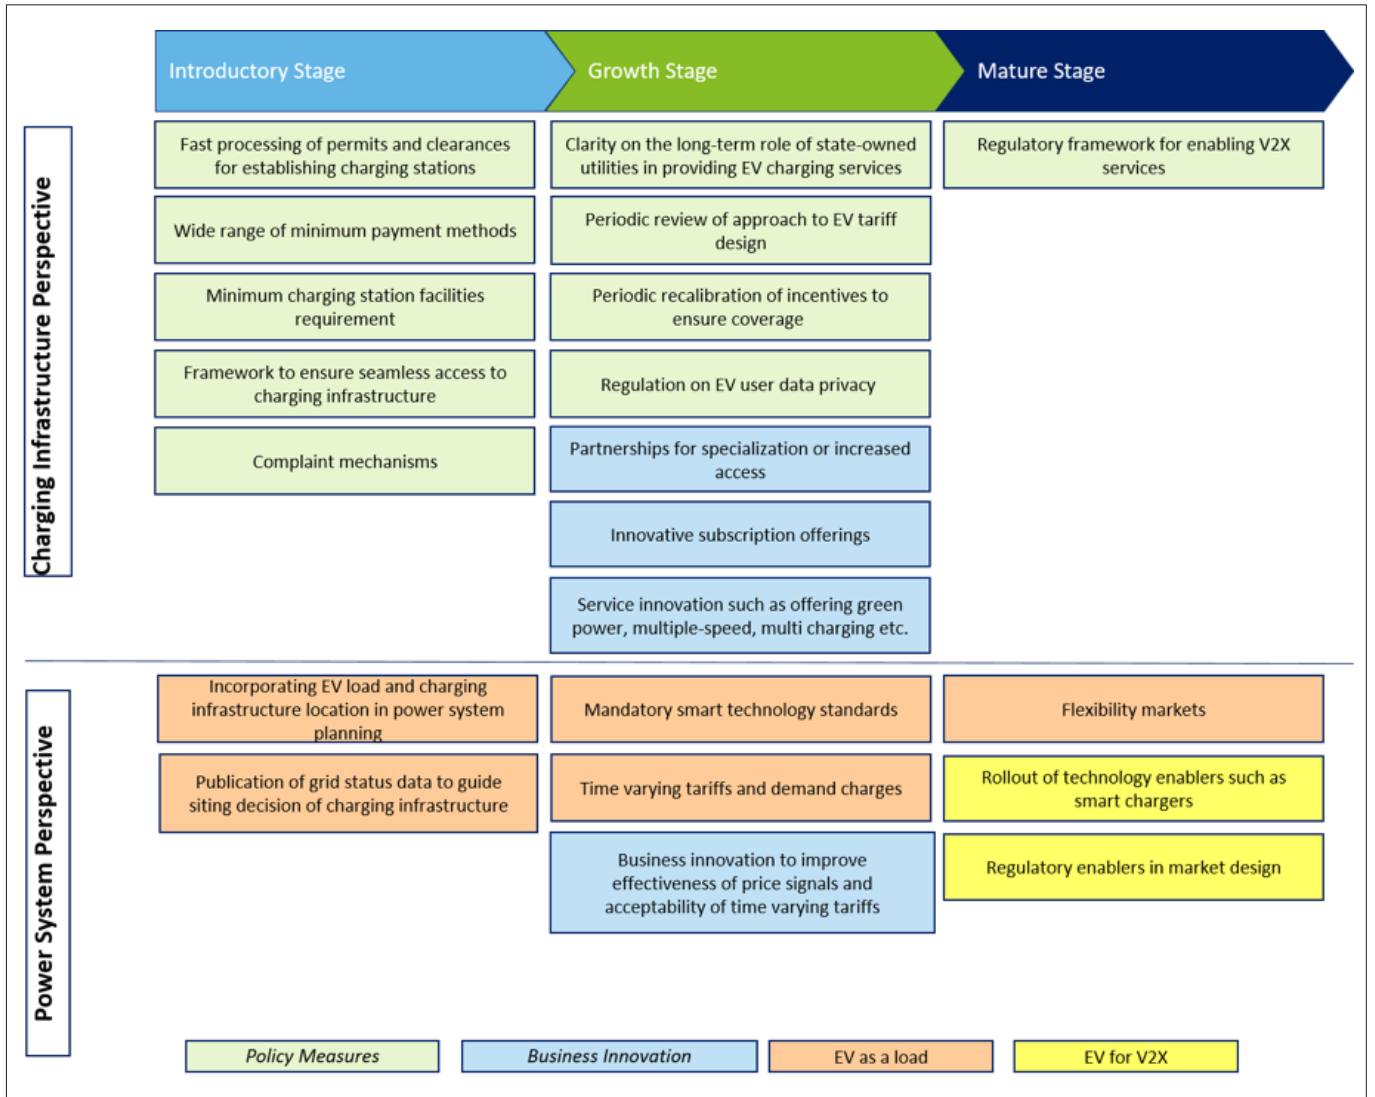 Introductory Stage
Growth Stage
Mature Stage
Charging Infrastructure Perspective
Fast processing of permits and clearances
for establishing charging stations
Wide range of minimum payment methods
Minimum charging station facilities
requirement
Framework to ensure seamless access to
charging infrastructure
Complaint mechanisms
Clarity on the long-term role of state-owned
utilities in providing EV charging services
Periodic review of approach to EV tariff
design
Periodic recalibration of incentives to
ensure coverage
Regulation on EV user data privacy
Partnerships for specialization or increased
access
Innovative subscription offerings
Service innovation such as offering green
power, multiple-speed, multi charging etc.
Regulatory framework for enabling V2X
services
Power System Perspective
Incorporating EV load and charging
infrastructure location in power system
planning
Publication of grid status data to guide
siting decision of charging infrastructure
Mandatory smart technology standards
Time varying tariffs and demand charges
Business innovation to improve
effectiveness of price signals and
acceptability of time varying tariffs
Flexibility markets
Rollout of technology enablers such as
smart chargers
Regulatory enablers in market design
Policy Measures
Business Innovation
EV as a load
EV for V2X